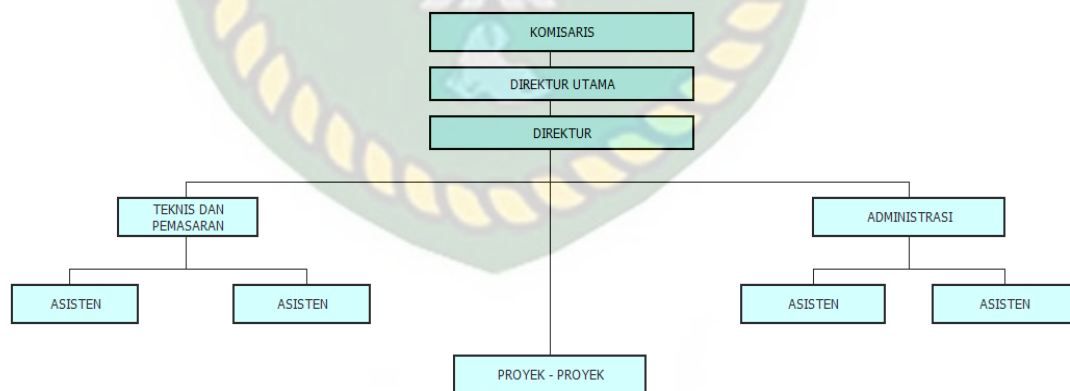 KOMISARIS
DIREKTUR UTAMA
DIREKTUR
TEKNIS DAN
PEMASARAN
ADMINISTRASI
ASISTEN
ASISTEN
ASISTEN
ASISTEN
PROYEK - PROYEK